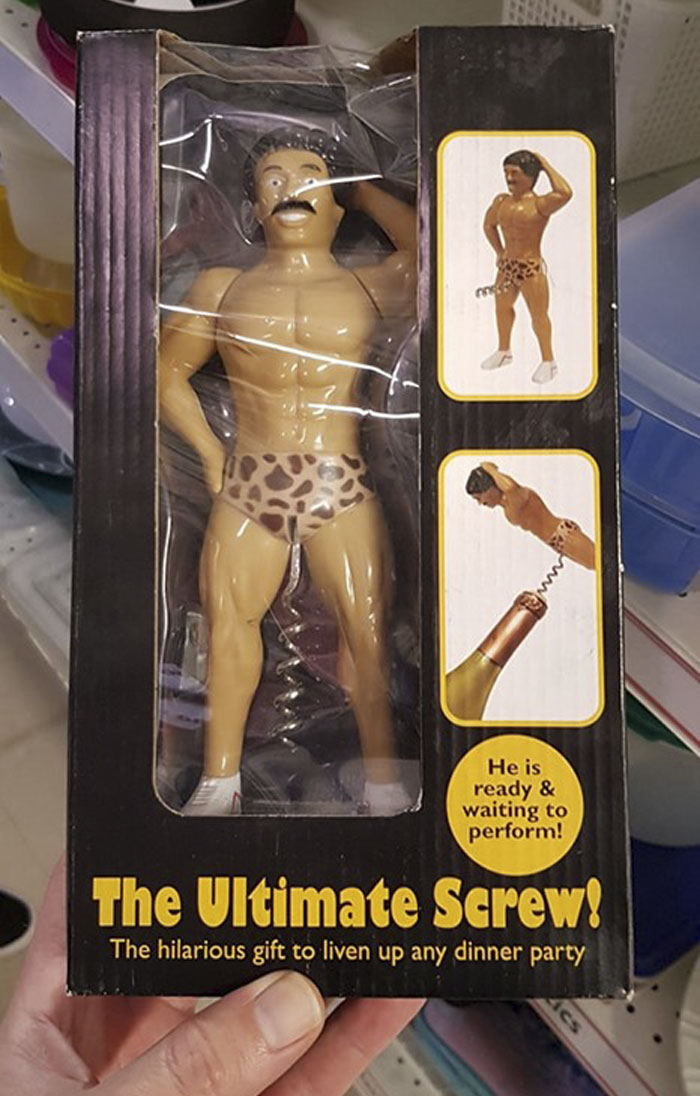 He is
ready &
waiting to
perform!
The Ultimate Screw!
The hilarious gift to liven up any dinner party